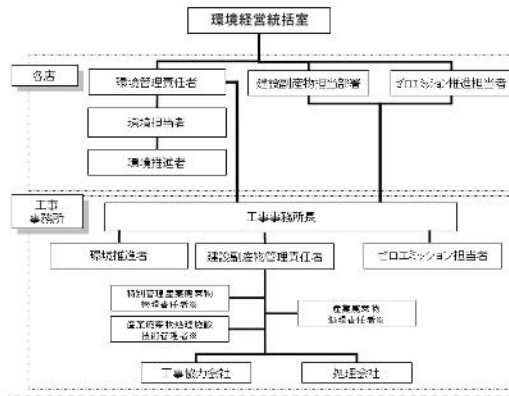 環境経営統括室
各店
環境管理責任者
建設副産物担当部署
ゼロエミッション推進担当者
環境担当者
環境推進者
工事
事務所
工事事務所長
環境推進者
建設副産物管理責任者
ゼロエミッション担当者
特別管理産業廃棄物
管理責任者※
産業廃棄物
処理責任者※
産業廃棄物処理施設
技術管理者※
工事協力会社
処理会社